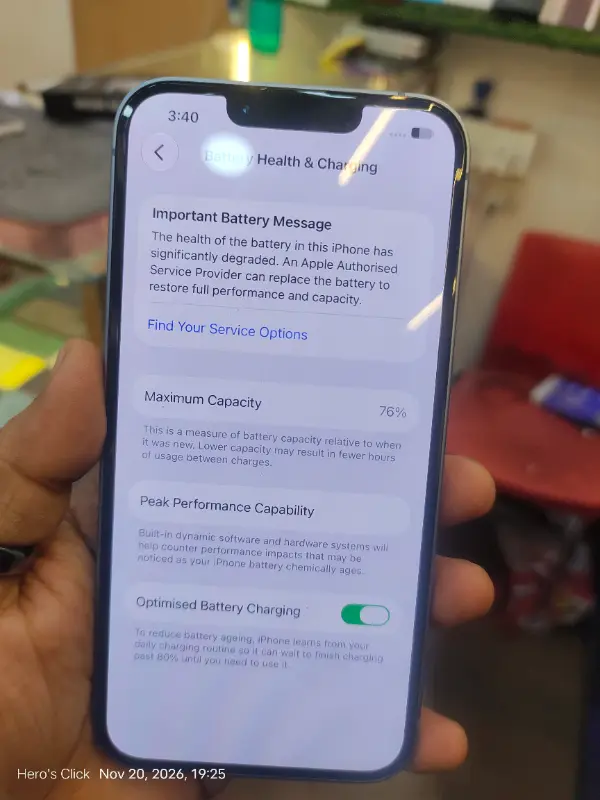 3:40
Battery Health & Charging
Important Battery Message
The health of the battery in this iPhone has
significantly degraded. An Apple Authorised
Service Provider can replace the battery to
restore full performance and capacity.
Find Your Service Options
Maximum Capacity
76%
This is a measure of battery capacity relative to when
it was new. Lower capacity may result in fewer hours
of usage between charges.
Peak Performance Capability
Built-in dynamic software and hardware systems will
help counter performance impacts that may be
noticed as your iPhone battery chemically ages.
Optimised Battery Charging
To reduce battery ageing, iPhone learns from your
daily charging routine so it can wait to finish charging
past 80% until you need to use it.
Hero's Click Nov 20, 2026, 19:25